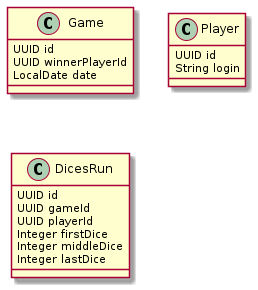 C Game
UUID id
UUID winnerPlayerId
LocalDate date
C Player
UUID id
String login
C DicesRun
UUID id
UUID gameId
UUID playerId
Integer firstDice
Integer middleDice
Integer lastDice